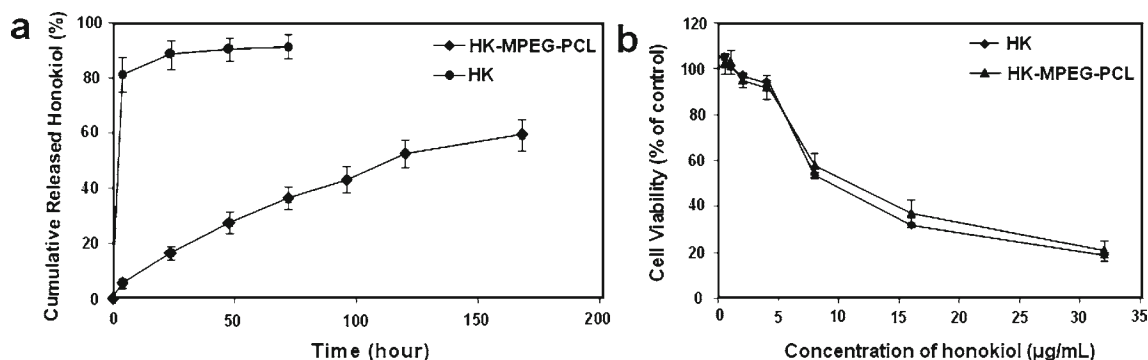 a
Cumulative Released Honokiol (%)
100
80
60
40
20
0
0
50
100
150
200
Time (hour)
HK-MPEG-PCL
HK
b
Cell Viability (% of control)
120
100
80
60
40
20
0
0
5
10
15
20
25
30
35
Concentration of honokiol (μg/mL)
HK
HK-MPEG-PCL